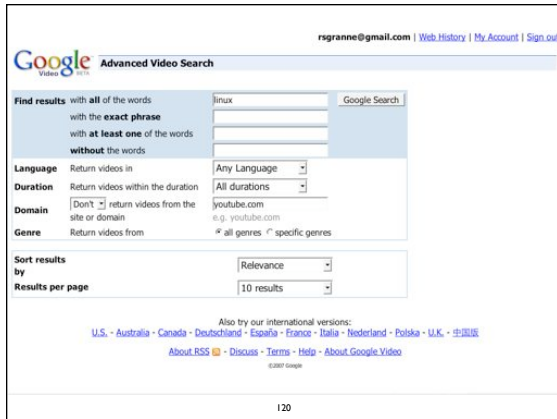 rsgranne@gmail.com | Web History | My Account | Sign out
Google Video BETA Advanced Video Search
Find results with all of the words linux Google Search
with the exact phrase
with at least one of the words
without the words
Language Return videos in Any Language
Duration Return videos within the duration All durations
Domain Don't return videos from the site or domain youtube.com
e.g. youtube.com
Genre Return videos from all genres specific genres
Sort results by Relevance
Results per page 10 results
Also try our international versions:
U.S. - Australia - Canada - Deutschland - España - France - Italia - Nederland - Polska - U.K. - 中国版
About RSS - Discuss - Terms - Help - About Google Video
©2007 Google
120